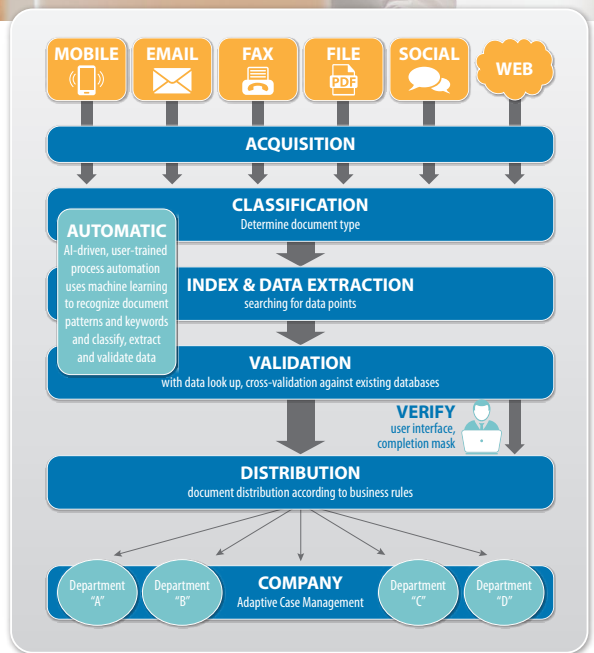 MOBILE
EMAIL
FAX
FILE
PDF
SOCIAL
WEB
ACQUISITION
CLASSIFICATION
Determine document type
AUTOMATIC
AI-driven, user-trained
process automation
uses machine learning
to recognize document
patterns and keywords
and classify, extract
and validate data
INDEX & DATA EXTRACTION
searching for data points
VALIDATION
with data look up, cross-validation against existing databases
VERIFY
user interface,
completion mask
DISTRIBUTION
document distribution according to business rules
Department
"A"
Department
"B"
COMPANY
Adaptive Case Management
Department
"C"
Department
"D"